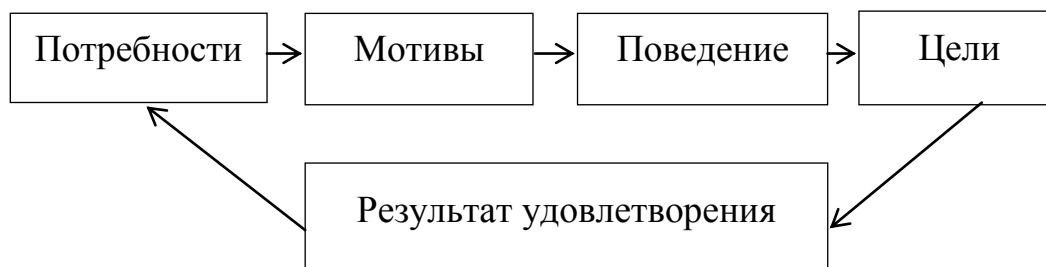 Потребности
Мотивы
Поведение
Цели
Результат удовлетворения